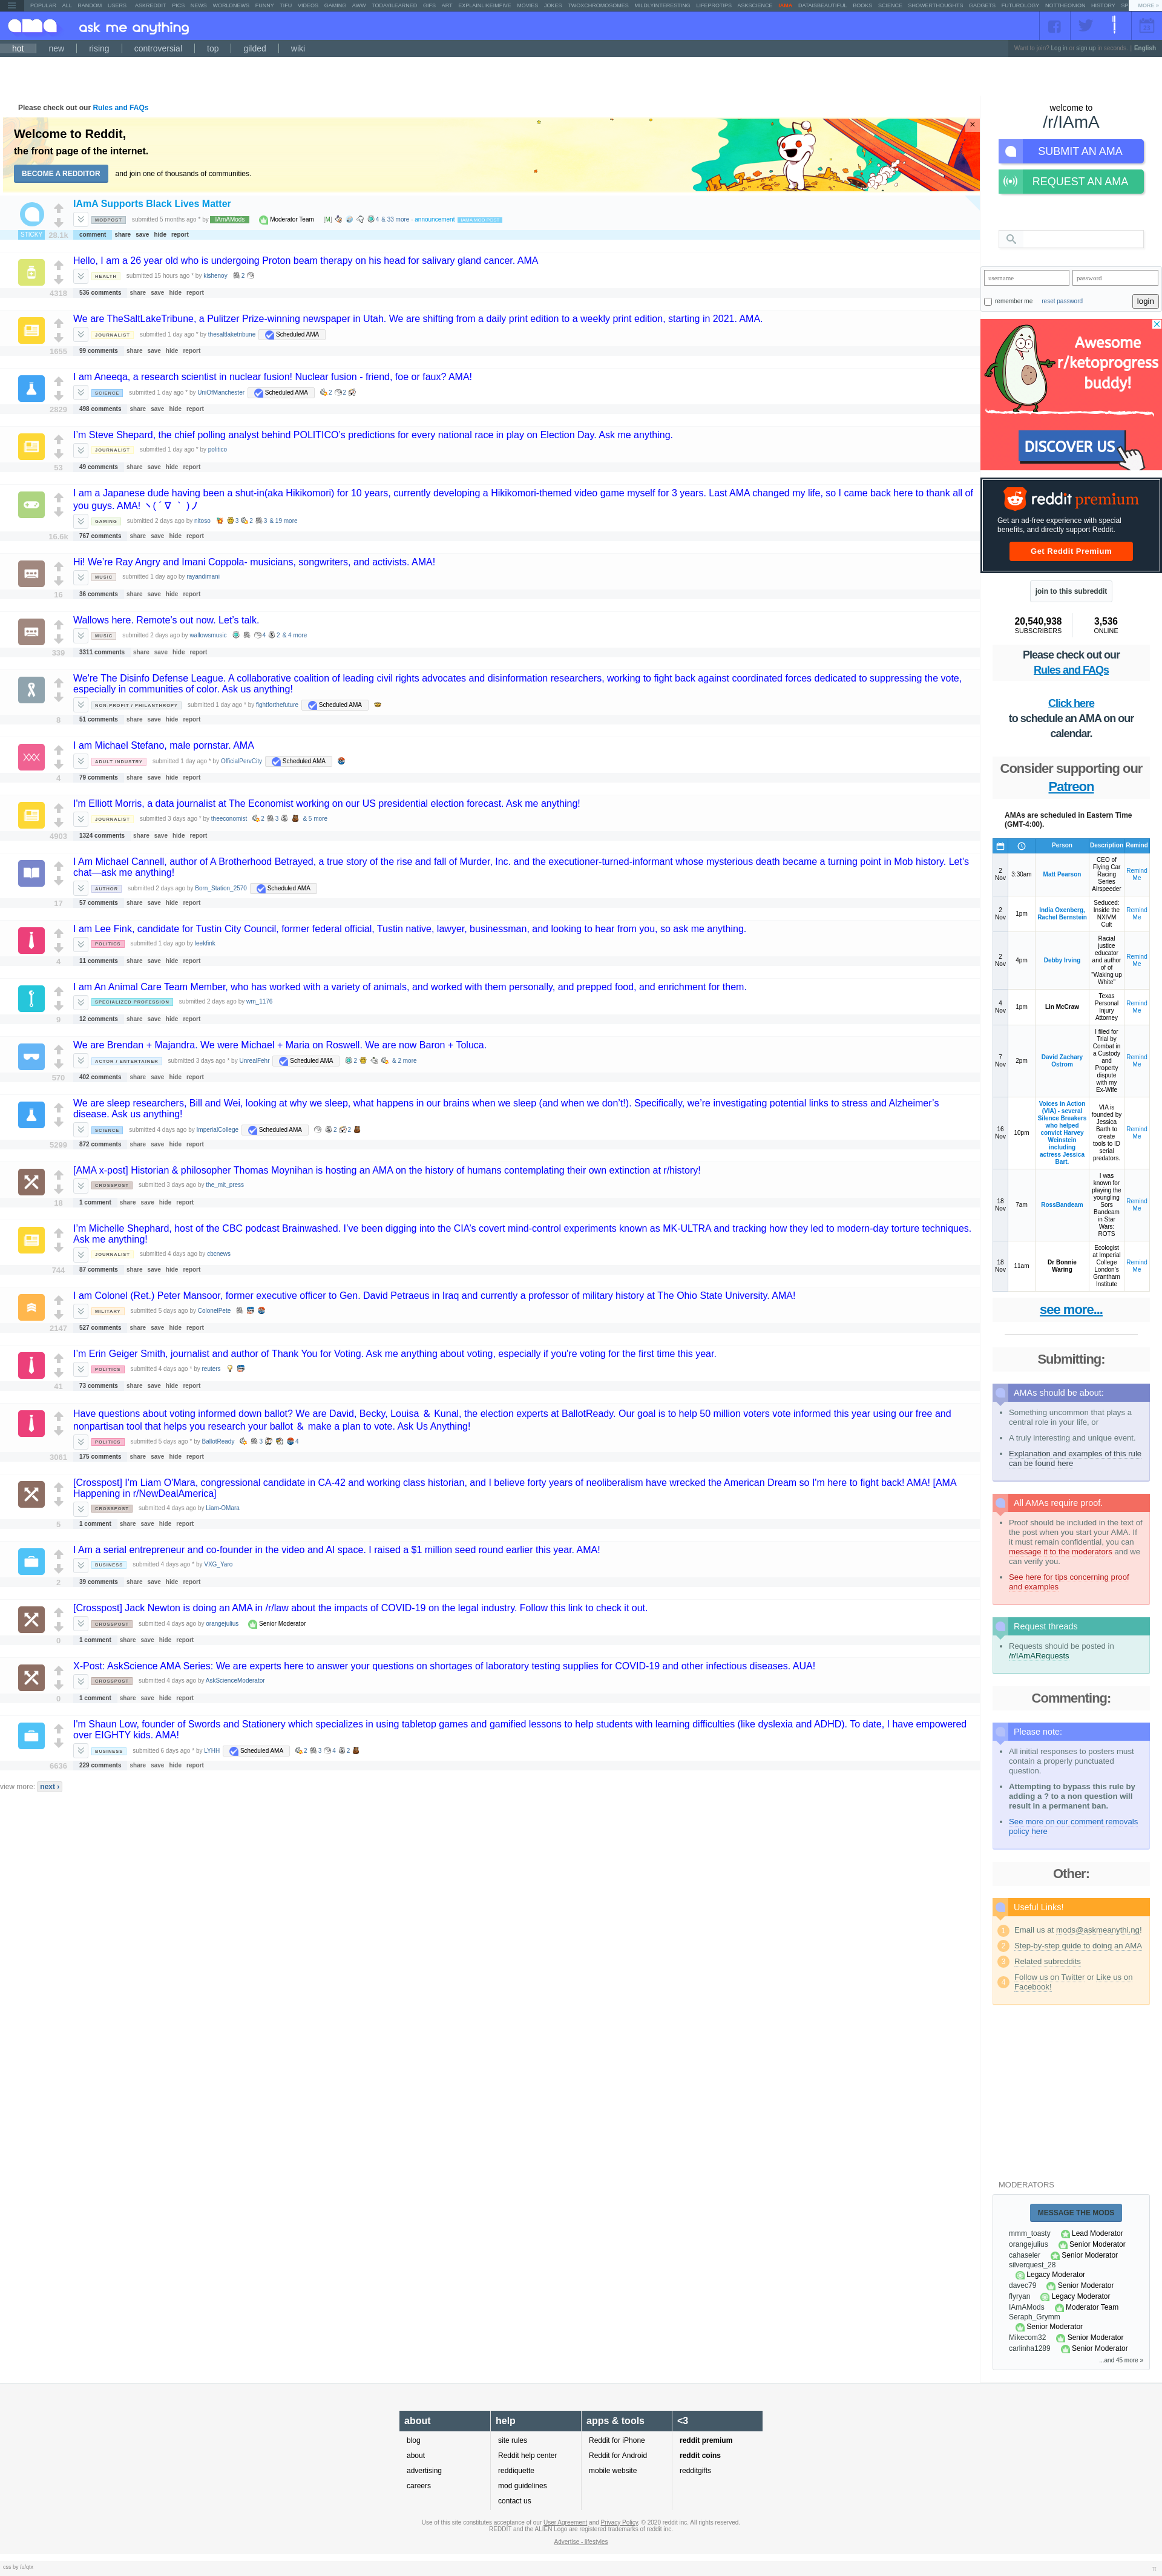 POPULAR ALL RANDOM USERS ASKREDDIT PICS NEWS WORLDNEWS FUNNY TIFU VIDEOS GAMING AWW TODAYILEARNED GIFS ART EXPLAINLIKEIMFIVE MOVIES JOKES TWOXCHROMOSOMES MILDLYINTERESTING LIFEPROTIPS ASKSCIENCE IAMA DATAISBEAUTIFUL BOOKS SCIENCE SHOWERTHOUGHTS GADGETS FUTUROLOGY NOTTHEONION HISTORY SP MORE »
ama ask me anything
hot new rising controversial top gilded wiki
Want to join? Log in or sign up in seconds. | English
Please check out our Rules and FAQs
Welcome to Reddit,
the front page of the internet.
BECOME A REDDITOR and join one of thousands of communities.
×
IAmA Supports Black Lives Matter
MODPOST submitted 5 months ago * by IAmAMods Moderator Team [M] 4 & 33 more - announcement
STICKY 28.1k comment share save hide report
Hello, I am a 26 year old who is undergoing Proton beam therapy on his head for salivary gland cancer. AMA
HEALTH submitted 15 hours ago * by kishenoy 2
4318 536 comments share save hide report
We are TheSaltLakeTribune, a Pulitzer Prize-winning newspaper in Utah. We are shifting from a daily print edition to a weekly print edition, starting in 2021. AMA.
JOURNALIST submitted 1 day ago * by thesaltlaketribune Scheduled AMA
1655 99 comments share save hide report
I am Aneeqa, a research scientist in nuclear fusion! Nuclear fusion - friend, foe or faux? AMA!
SCIENCE submitted 1 day ago * by UniOfManchester Scheduled AMA 2 2
2829 498 comments share save hide report
I’m Steve Shepard, the chief polling analyst behind POLITICO’s predictions for every national race in play on Election Day. Ask me anything.
JOURNALIST submitted 1 day ago * by politico
53 49 comments share save hide report
I am a Japanese dude having been a shut-in(aka Hikikomori) for 10 years, currently developing a Hikikomori-themed video game myself for 3 years. Last AMA changed my life, so I came back here to thank all of
you guys. AMA! ヽ( ´ ∇ ｀ )ノ
GAMING submitted 2 days ago by nitoso 3 2 3 & 19 more
16.6k 767 comments share save hide report
Hi! We’re Ray Angry and Imani Coppola- musicians, songwriters, and activists. AMA!
MUSIC submitted 1 day ago by rayandimani
16 36 comments share save hide report
Wallows here. Remote’s out now. Let’s talk.
MUSIC submitted 2 days ago by wallowsmusic 4 2 & 4 more
339 3311 comments share save hide report
We're The Disinfo Defense League. A collaborative coalition of leading civil rights advocates and disinformation researchers, working to fight back against coordinated forces dedicated to suppressing the vote,
especially in communities of color. Ask us anything!
NON-PROFIT / PHILANTHROPY submitted 1 day ago * by fightforthefuture Scheduled AMA
8 51 comments share save hide report
I am Michael Stefano, male pornstar. AMA
ADULT INDUSTRY submitted 1 day ago * by OfficialPervCity Scheduled AMA
4 79 comments share save hide report
I'm Elliott Morris, a data journalist at The Economist working on our US presidential election forecast. Ask me anything!
JOURNALIST submitted 3 days ago * by theeconomist 2 3 & 5 more
4003 1324 comments share save hide report
I Am Michael Cannell, author of A Brotherhood Betrayed, a true story of the rise and fall of Murder, Inc. and the executioner-turned-informant whose mysterious death became a turning point in Mob history. Let's
chat—ask me anything!
AUTHOR submitted 2 days ago by Born_Station_2570 Scheduled AMA
17 57 comments share save hide report
I am Lee Fink, candidate for Tustin City Council, former federal official, Tustin native, lawyer, businessman, and looking to hear from you, so ask me anything.
POLITICS submitted 1 day ago by leekfink
4 11 comments share save hide report
I am An Animal Care Team Member, who has worked with a variety of animals, and worked with them personally, and prepped food, and enrichment for them.
SPECIALIZED PROFESSION submitted 2 days ago by wm_1176
9 12 comments share save hide report
We are Brendan + Majandra. We were Michael + Maria on Roswell. We are now Baron + Toluca.
ACTOR / ENTERTAINER submitted 3 days ago * by UnrealFehr Scheduled AMA 2 & 2 more
570 402 comments share save hide report
We are sleep researchers, Bill and Wei, looking at why we sleep, what happens in our brains when we sleep (and when we don’t!). Specifically, we’re investigating potential links to stress and Alzheimer’s
disease. Ask us anything!
SCIENCE submitted 4 days ago by ImperialCollege Scheduled AMA 2 2
5299 872 comments share save hide report
[AMA x-post] Historian & philosopher Thomas Moynihan is hosting an AMA on the history of humans contemplating their own extinction at r/history!
CROSSPOST submitted 3 days ago by the_mit_press
18 1 comment share save hide report
I’m Michelle Shephard, host of the CBC podcast Brainwashed. I’ve been digging into the CIA’s covert mind-control experiments known as MK-ULTRA and tracking how they led to modern-day torture techniques.
Ask me anything!
JOURNALIST submitted 4 days ago by cbcnews
744 87 comments share save hide report
I am Colonel (Ret.) Peter Mansoor, former executive officer to Gen. David Petraeus in Iraq and currently a professor of military history at The Ohio State University. AMA!
MILITARY submitted 5 days ago by ColonelPete
2147 527 comments share save hide report
I’m Erin Geiger Smith, journalist and author of Thank You for Voting. Ask me anything about voting, especially if you're voting for the first time this year.
POLITICS submitted 4 days ago * by reuters
41 73 comments share save hide report
Have questions about voting informed down ballot? We are David, Becky, Louisa ＆ Kunal, the election experts at BallotReady. Our goal is to help 50 million voters vote informed this year using our free and
nonpartisan tool that helps you research your ballot ＆ make a plan to vote. Ask Us Anything!
POLITICS submitted 5 days ago * by BallotReady 3 4
3061 175 comments share save hide report
[Crosspost] I'm Liam O'Mara, congressional candidate in CA-42 and working class historian, and I believe forty years of neoliberalism have wrecked the American Dream so I'm here to fight back! AMA! [AMA
Happening in r/NewDealAmerica]
CROSSPOST submitted 4 days ago by Liam-OMara
5 1 comment share save hide report
I Am a serial entrepreneur and co-founder in the video and AI space. I raised a $1 million seed round earlier this year. AMA!
BUSINESS submitted 4 days ago * by VXG_Yaro
2 39 comments share save hide report
[Crosspost] Jack Newton is doing an AMA in /r/law about the impacts of COVID-19 on the legal industry. Follow this link to check it out.
CROSSPOST submitted 4 days ago by orangejulius Senior Moderator
0 1 comment share save hide report
X-Post: AskScience AMA Series: We are experts here to answer your questions on shortages of laboratory testing supplies for COVID-19 and other infectious diseases. AUA!
CROSSPOST submitted 4 days ago by AskScienceModerator
0 1 comment share save hide report
I'm Shaun Low, founder of Swords and Stationery which specializes in using tabletop games and gamified lessons to help students with learning difficulties (like dyslexia and ADHD). To date, I have empowered
over EIGHTY kids. AMA!
BUSINESS submitted 6 days ago * by LYHH Scheduled AMA 2 3 4 2
6636 229 comments share save hide report
view more: next ›
welcome to
/r/IAmA
SUBMIT AN AMA
REQUEST AN AMA
username password
remember me reset password login
Awesome
r/ketoprogress
buddy!
DISCOVER US
reddit premium
Get an ad-free experience with special
benefits, and directly support Reddit.
Get Reddit Premium
join to this subreddit
20,540,938 3,536
SUBSCRIBERS ONLINE
Please check out our
Rules and FAQs
Click here
to schedule an AMA on our
calendar.
Consider supporting our
Patreon
AMAs are scheduled in Eastern Time
(GMT-4:00).
Person Description Remind
2 Nov 3:30am Matt Pearson CEO of Flying Car Racing Series Airspeeder Remind Me
2 Nov 1pm India Oxenberg, Rachel Bernstein Seduced: Inside the NXIVM Cult Remind Me
2 Nov 4pm Debby Irving Racial justice educator and author of of "Waking up White" Remind Me
4 Nov 1pm Lin McCraw Texas Personal Injury Attorney Remind Me
7 Nov 2pm David Zachary Ostrom I filed for Trial by Combat in a Custody and Property dispute with my Ex-Wife Remind Me
16 Nov 10pm Voices in Action (VIA) - several Silence Breakers who helped convict Harvey Weinstein including actress Jessica Bart. VIA is founded by Jessica Barth to create tools to ID serial predators. Remind Me
18 Nov 7am RossBandeam I was known for playing the youngling Sors Bandeam in Star Wars: ROTS Remind Me
18 Nov 11am Dr Bonnie Waring Ecologist at Imperial College London's Grantham Institute Remind Me
see more...
Submitting:
AMAs should be about:
Something uncommon that plays a
central role in your life, or
A truly interesting and unique event.
Explanation and examples of this rule
can be found here
All AMAs require proof.
Proof should be included in the text of
the post when you start your AMA. If
it must remain confidential, you can
message it to the moderators and we
can verify you.
See here for tips concerning proof
and examples
Request threads
Requests should be posted in
/r/IAmARequests
Commenting:
Please note:
All initial responses to posters must
contain a properly punctuated
question.
Attempting to bypass this rule by
adding a ? to a non question will
result in a permanent ban.
See more on our comment removals
policy here
Other:
Useful Links!
1 Email us at mods@askmeanythi.ng!
2 Step-by-step guide to doing an AMA
3 Related subreddits
4 Follow us on Twitter or Like us on
Facebook!
MODERATORS
MESSAGE THE MODS
mmm_toasty Lead Moderator
orangejulius Senior Moderator
cahaseler Senior Moderator
silverquest_28
Legacy Moderator
davec79 Senior Moderator
flyryan Legacy Moderator
IAmAMods Moderator Team
Seraph_Grymm
Senior Moderator
Mikecom32 Senior Moderator
carlinha1289 Senior Moderator
...and 45 more »
about help apps & tools <3
blog site rules Reddit for iPhone reddit premium
about Reddit help center Reddit for Android reddit coins
advertising reddiquette mobile website redditgifts
careers mod guidelines
contact us
Use of this site constitutes acceptance of our User Agreement and Privacy Policy. © 2020 reddit inc. All rights reserved.
REDDIT and the ALIEN Logo are registered trademarks of reddit inc.
Advertise - lifestyles
css by /u/qtx
π